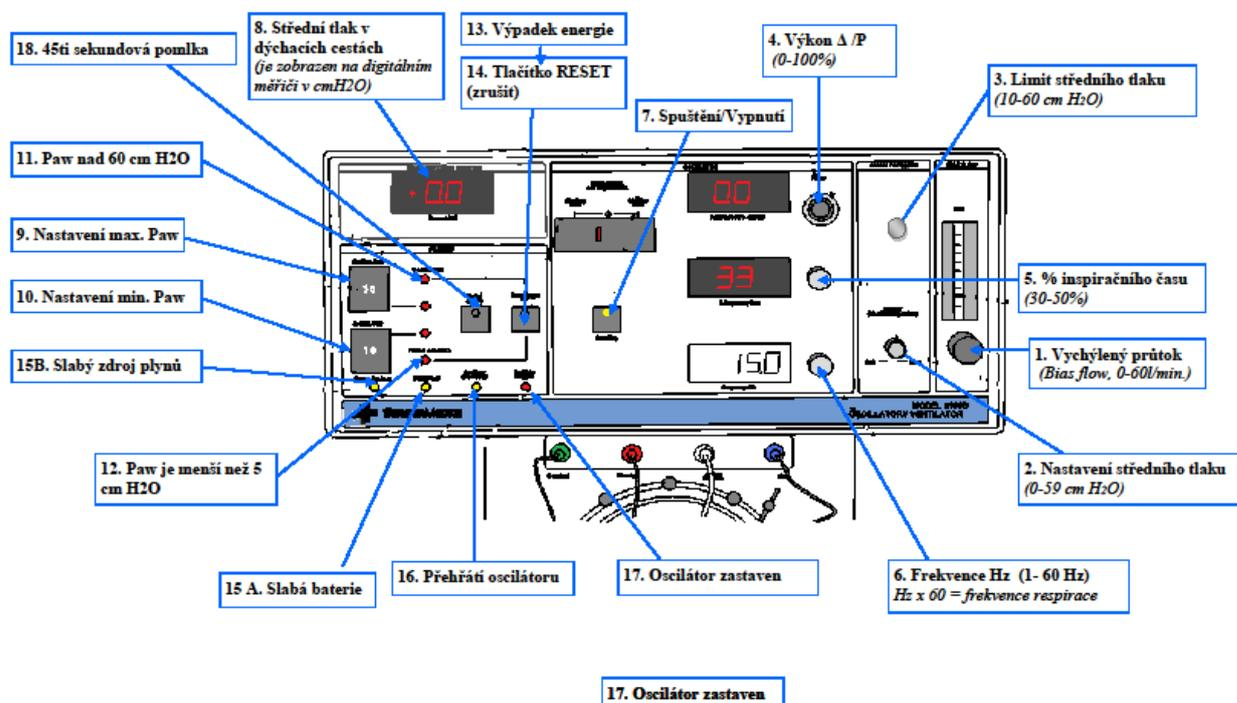 8. Střední tlak v
dýchacích cestách
(je zobrazen na digitálním
měřiči v cmH2O)
13. Výpadek energie
18. 45ti sekundová pomlka
14. Tlačítko RESET
(zrušit)
4. Výkon Δ /P
(0-100%)
3. Limit středního tlaku
(10-60 cm H2O)
7. Spuštění/Vypnutí
11. Paw nad 60 cm H2O
9. Nastavení max. Paw
10. Nastavení min. Paw
15B. Slabý zdroj plynů
5. % inspiračního času
(30-50%)
1. Vychýlený průtok
(Bias flow, 0-60l/min.)
+ 0.0
0.0
1
33
10
15.0
OSCILLATORY VENTILATOR
12. Paw je menší než 5
cm H2O
2. Nastavení středního tlaku
(0-59 cm H2O)
15 A. Slabá baterie
16. Přehřátí oscilátoru
17. Oscilátor zastaven
6. Frekvence Hz (1- 60 Hz)
Hz x 60 = frekvence respirace
17. Oscilátor zastaven